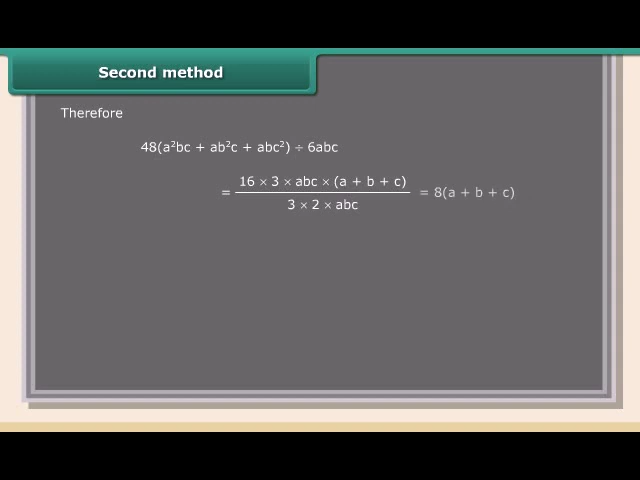 Second method
Therefore
48(a²bc + ab²c + abc²) ÷ 6abc
= 16 × 3 × abc × (a + b + c) / 3 × 2 × abc = 8(a + b + c)